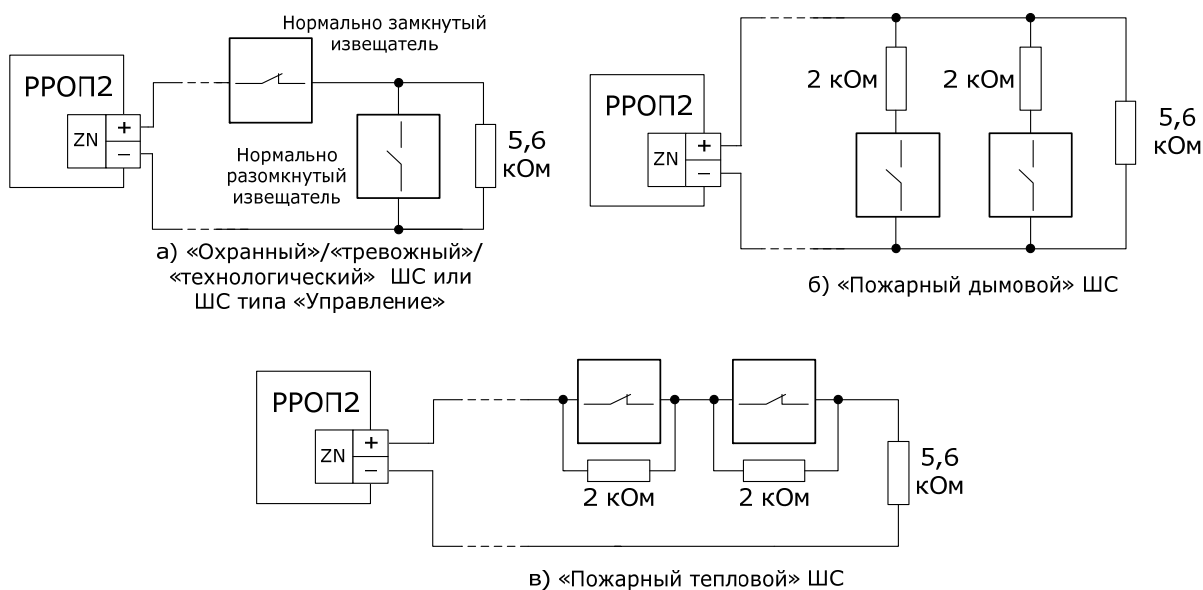 Нормально замкнутый
извещатель
РРОП2
ZN
+
−
Нормально
разомкнутый
извещатель
5,6
кОм
а) «Охранный»/«тревожный»/
«технологический» ШС или
ШС типа «Управление»
РРОП2
ZN
+
−
2 кОм
2 кОм
5,6
кОм
б) «Пожарный дымовой» ШС
РРОП2
ZN
+
−
2 кОм
2 кОм
5,6
кОм
в) «Пожарный тепловой» ШС